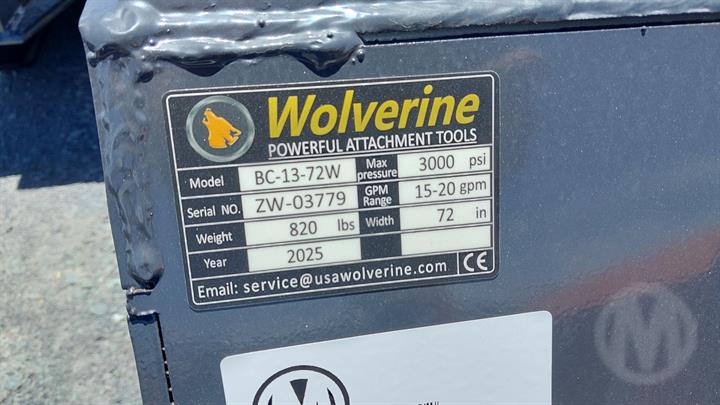 Wolverine
POWERFUL ATTACHMENT TOOLS
Model BC-13-72W Max pressure 3000 psi
Serial NO. ZW-03779 GPM Range 15-20 gpm
Weight 820 lbs Width 72 in
Year 2025
Email: service@usawolverine.com CE
M